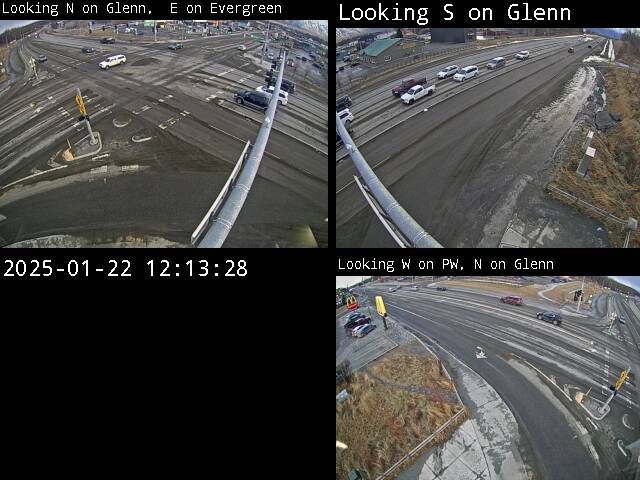 Looking N on Glenn,  E on Evergreen
Looking S on Glenn
2025-01-22 12:13:28
Looking W on PW, N on Glenn